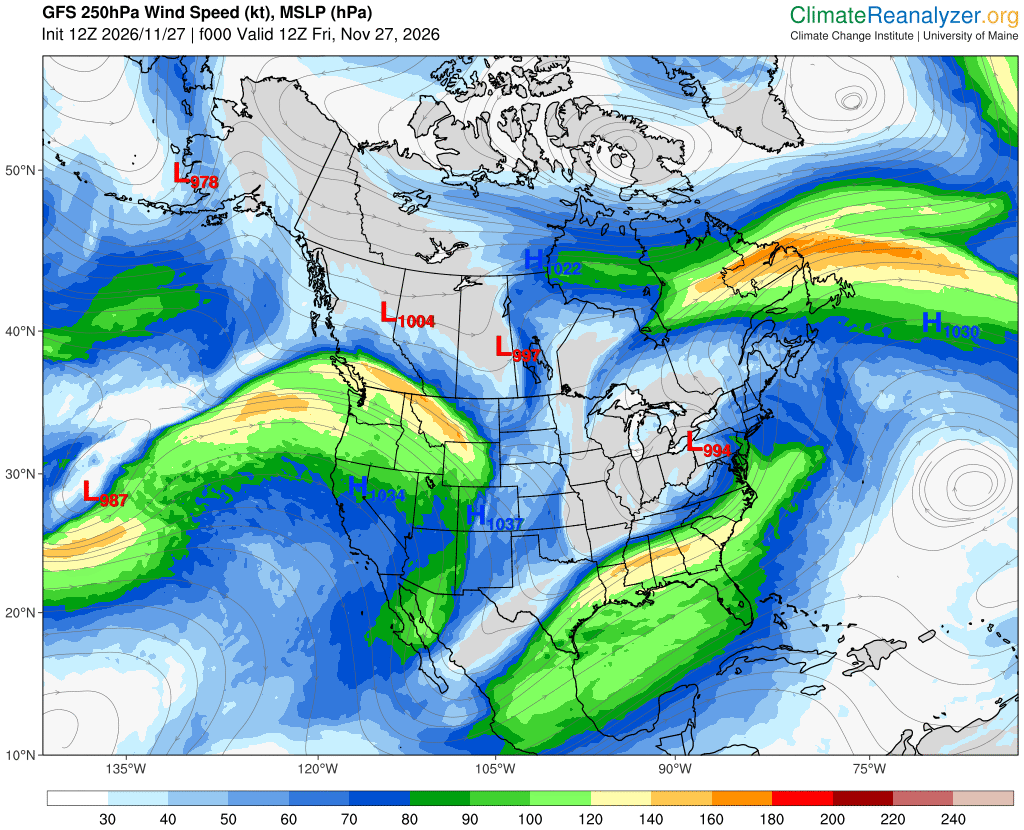 GFS 250hPa Wind Speed (kt), MSLP (hPa)
Init 12Z 2026/11/27 | f000 Valid 12Z Fri, Nov 27, 2026
ClimateReanalyzer.org
Climate Change Institute | University of Maine
50°N
L978
H1022
L1004
H1030
40°N
L997
L994
30°N
L987
H1034
H1037
20°N
10°N
135°W 120°W 105°W 90°W 75°W
30 40 50 60 70 80 90 100 120 140 160 180 200 220 240